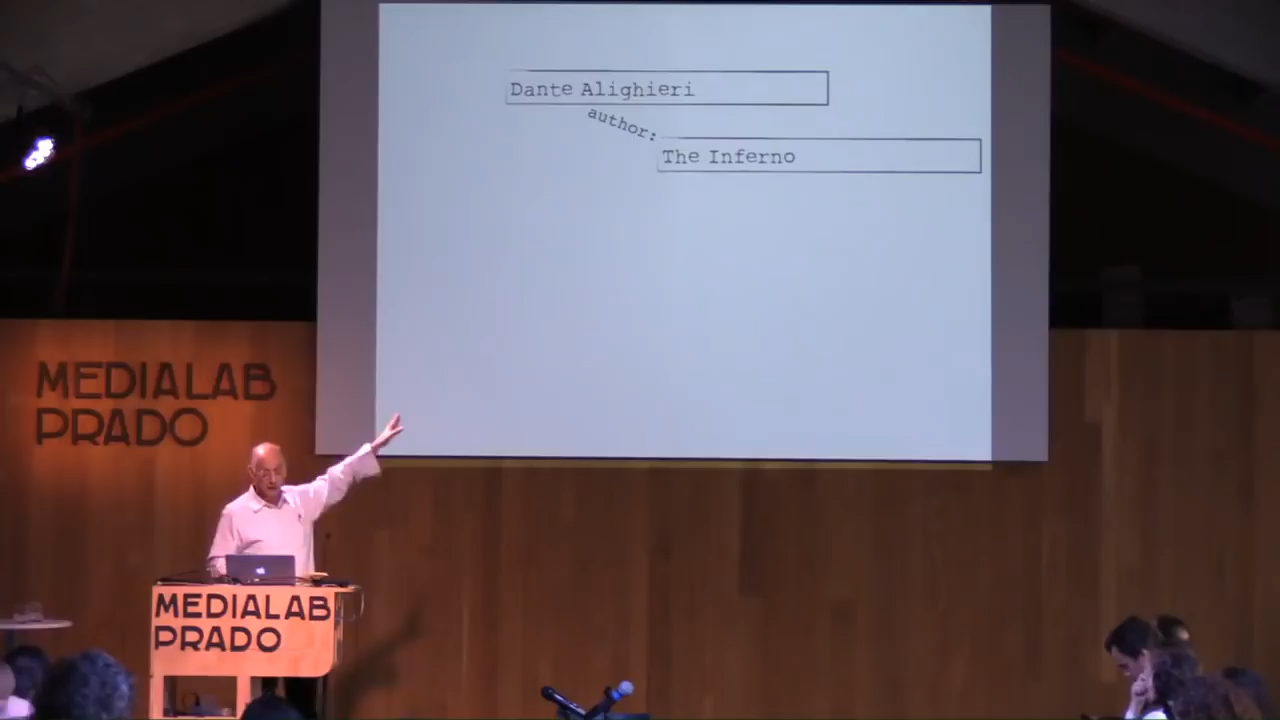 Dante Alighieri
author:
The Inferno
MEDIALAB
PRADO
MEDIALAB
PRADO